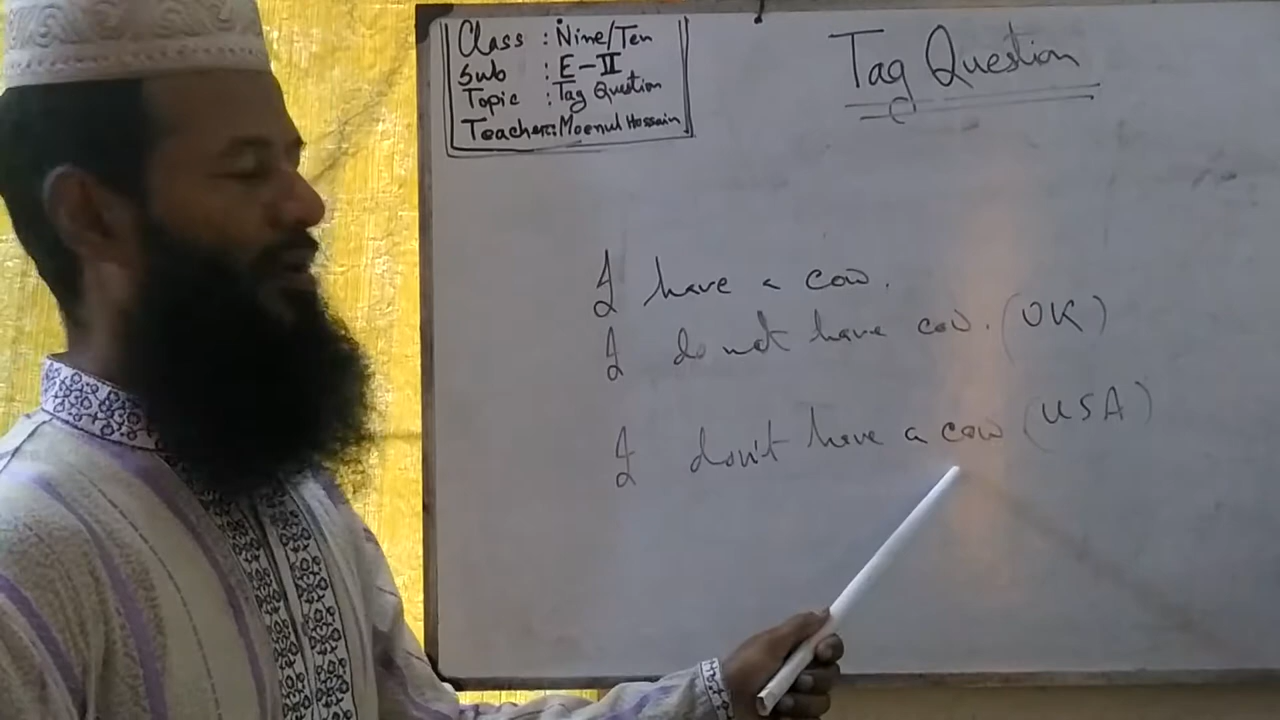 Class : Nine/Ten
Sub : E-II
Topic : Tag Question
Teacher: Moenul Hossain
Tag Question
I have a cow.
I do not have cow. (UK)
I don't have a cow (USA)